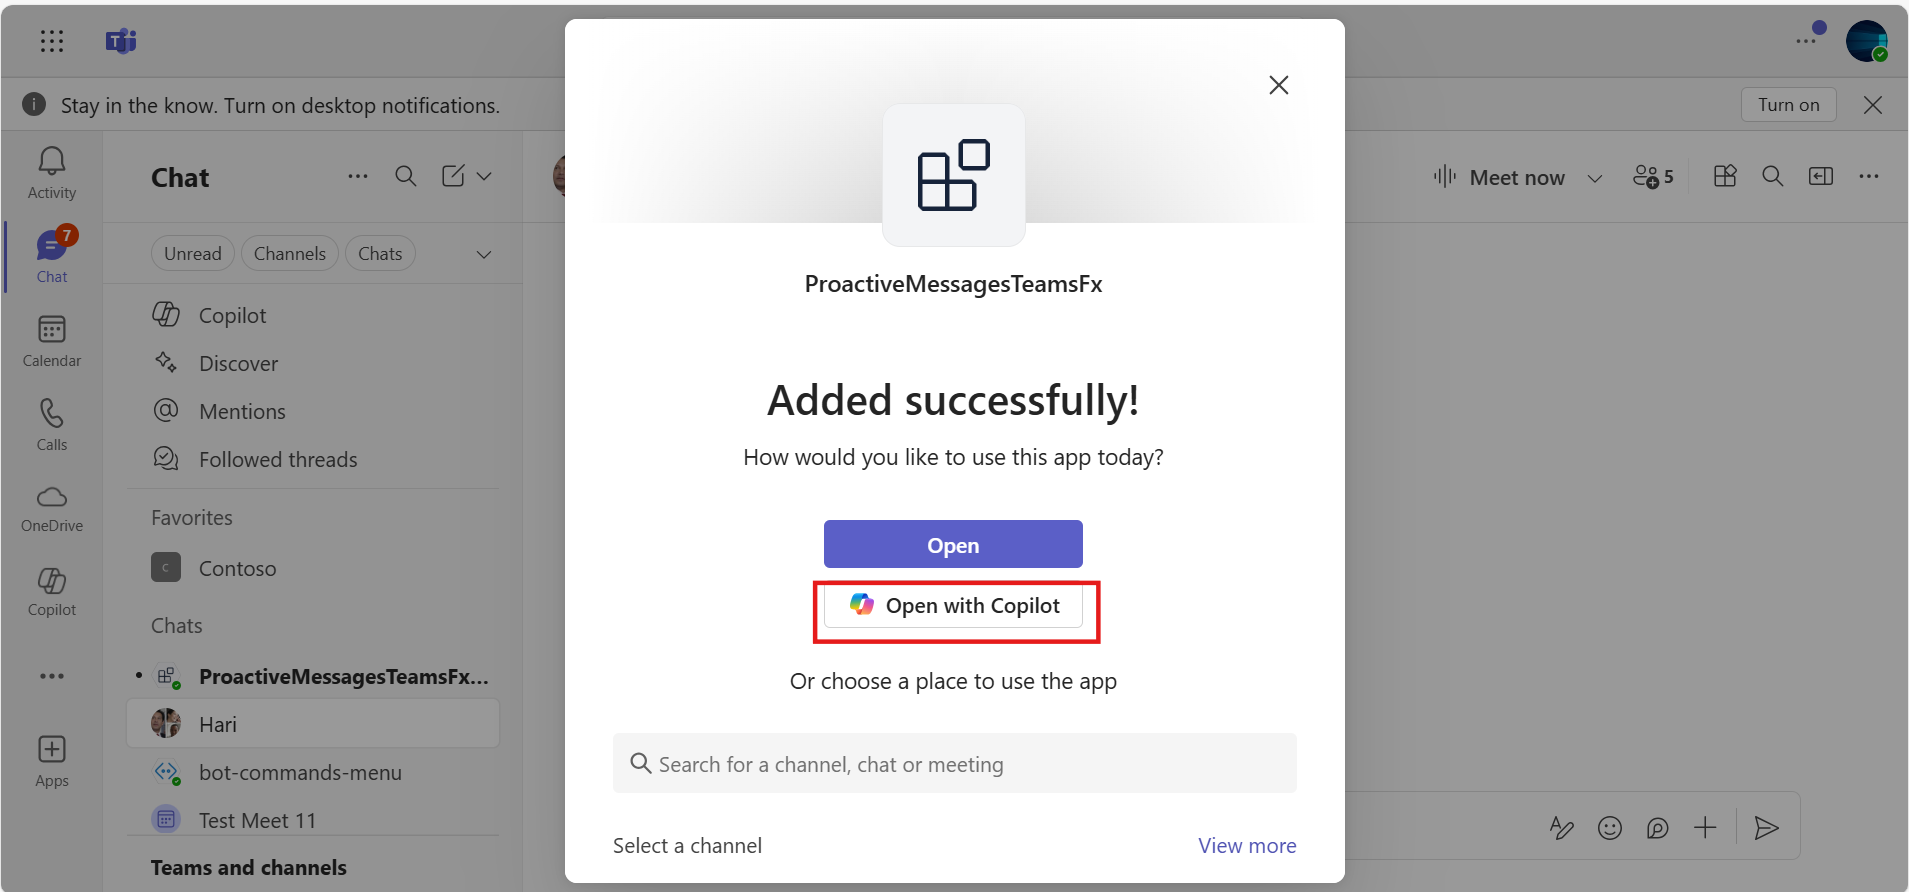 Stay in the know. Turn on desktop notifications.
Turn on
Activity
7
Chat
Calendar
Calls
OneDrive
Copilot
Apps
Chat
Unread
Channels
Chats
Copilot
Discover
Mentions
Followed threads
Favorites
C
Contoso
Chats
ProactiveMessagesTeamsFx...
Hari
bot-commands-menu
Test Meet 11
Teams and channels
Meet now
5
ProactiveMessagesTeamsFx
Added successfully!
How would you like to use this app today?
Open
Open with Copilot
Or choose a place to use the app
Search for a channel, chat or meeting
Select a channel
View more